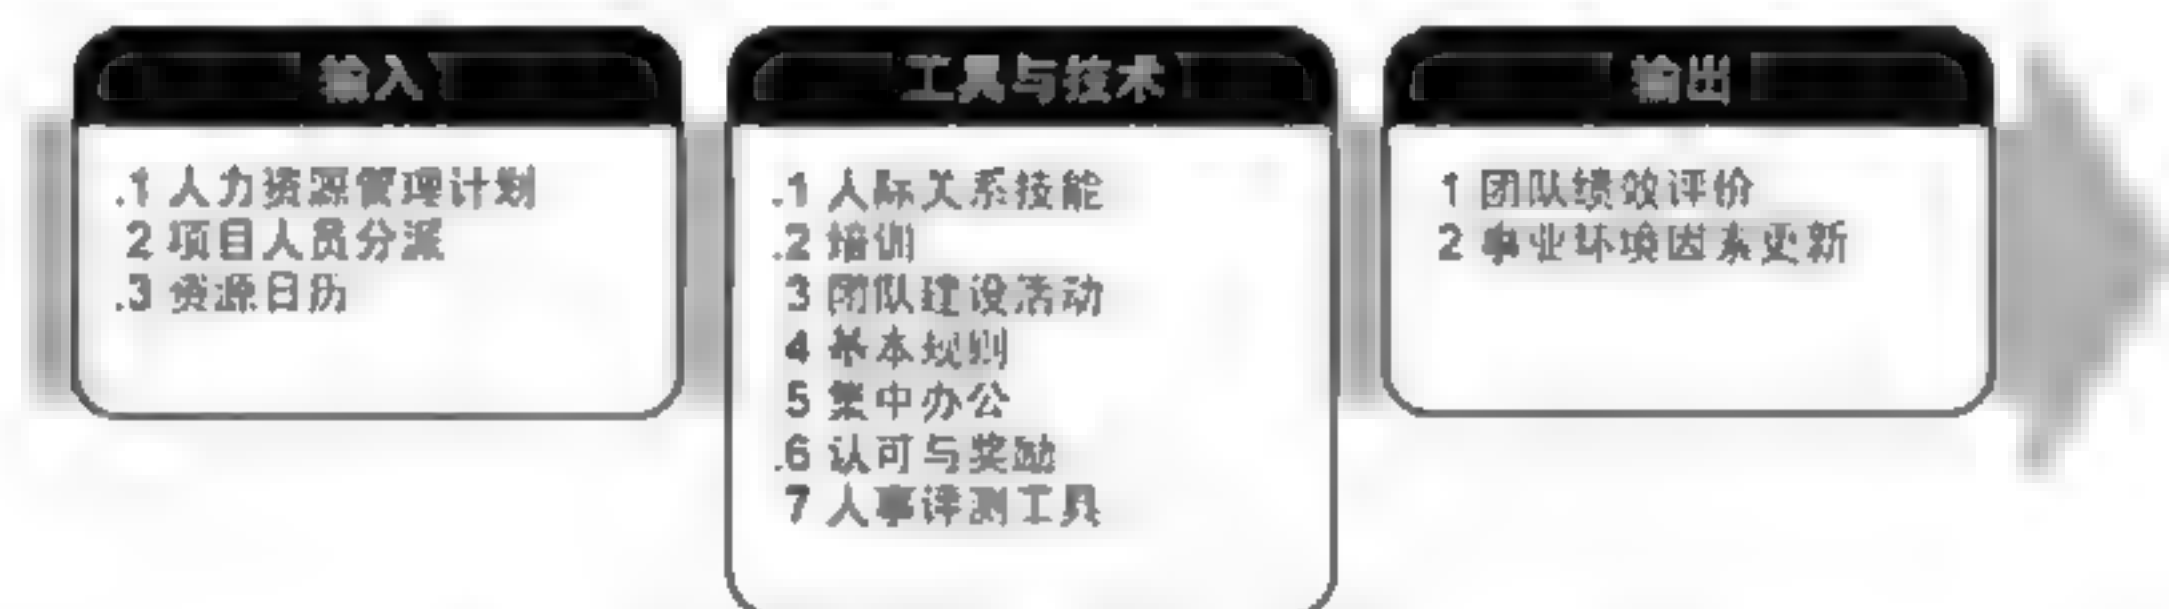 输入
.1 人力资源管理计划
2 项目人员分派
.3 资源日历
工具与技术
.1 人际关系技能
.2 培训
3 团队建设活动
4 基本规则
5 集中办公
.6 认可与奖励
7 人事评测工具
输出
1 团队绩效评价
2 事业环境因素更新